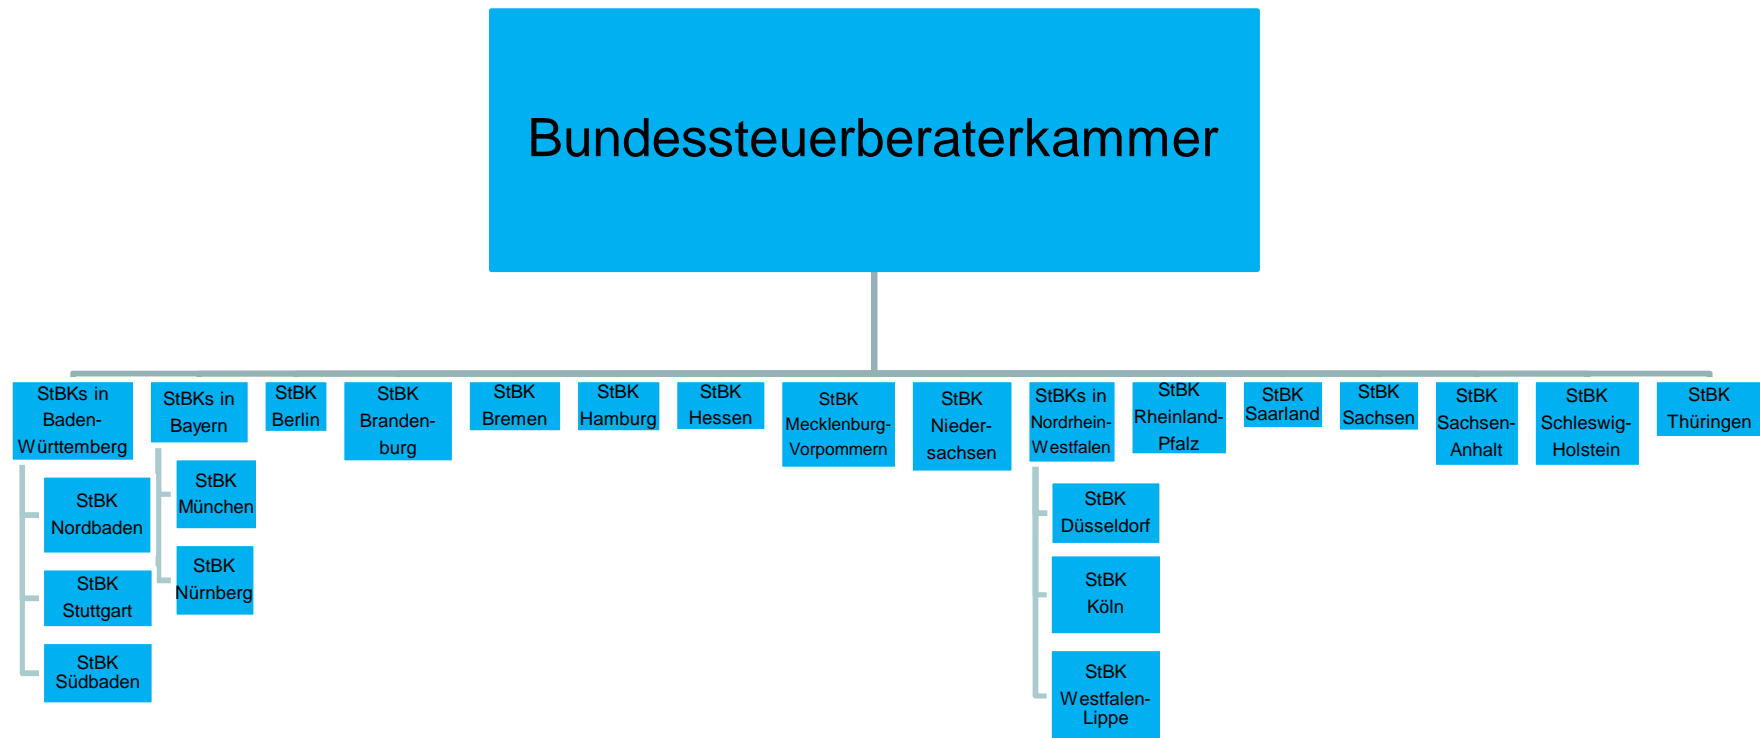 Bundessteuerberaterkammer
StBKs in
Baden-
Württemberg
StBK
Nordbaden
StBK
Stuttgart
StBK
Südbaden
StBKs in
Bayern
StBK
München
StBK
Nürnberg
StBK
Berlin
StBK
Branden-
burg
StBK
Bremen
StBK
Hamburg
StBK
Hessen
StBK
Mecklenburg-
Vorpommern
StBK
Nieder-
sachsen
StBKs in
Nordrhein-
Westfalen
StBK
Düsseldorf
StBK
Köln
StBK
Westfalen-
Lippe
StBK
Rheinland-
Pfalz
StBK
Saarland
StBK
Sachsen
StBK
Sachsen-
Anhalt
StBK
Schleswig-
Holstein
StBK
Thüringen